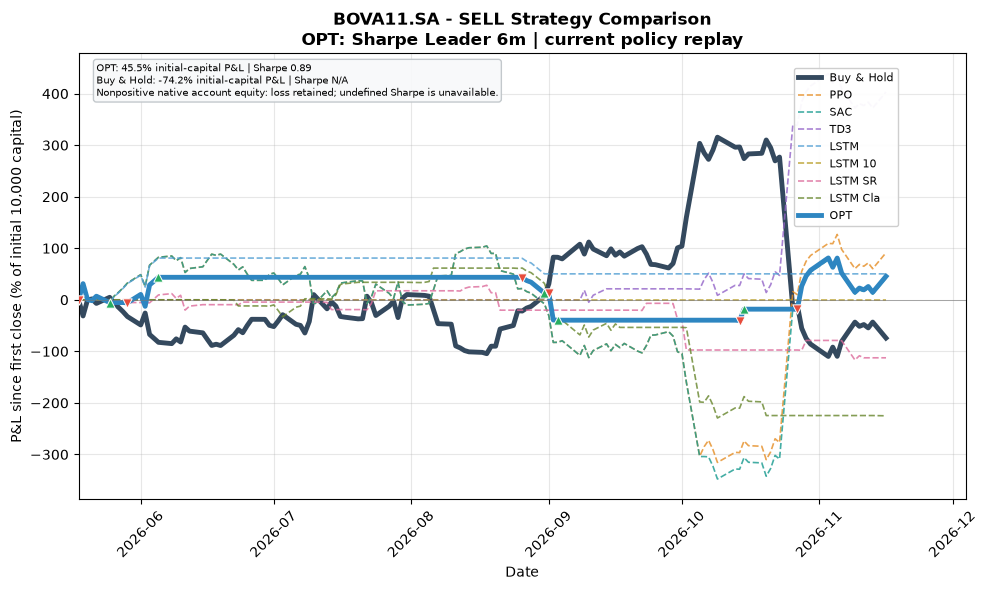 BOVA11.SA - SELL Strategy Comparison
OPT: Sharpe Leader 6m | current policy replay
OPT: 45.5% initial-capital P&L | Sharpe 0.89
Buy & Hold: -74.2% initial-capital P&L | Sharpe N/A
Nonpositive native account equity: loss retained; undefined Sharpe is unavailable.
Buy & Hold
PPO
SAC
TD3
LSTM
LSTM 10
LSTM SR
LSTM Cla
OPT
P&L since first close (% of initial 10,000 capital)
400
300
200
100
0
−100
−200
−300
2026-06
2026-07
2026-08
2026-09
2026-10
2026-11
2026-12
Date